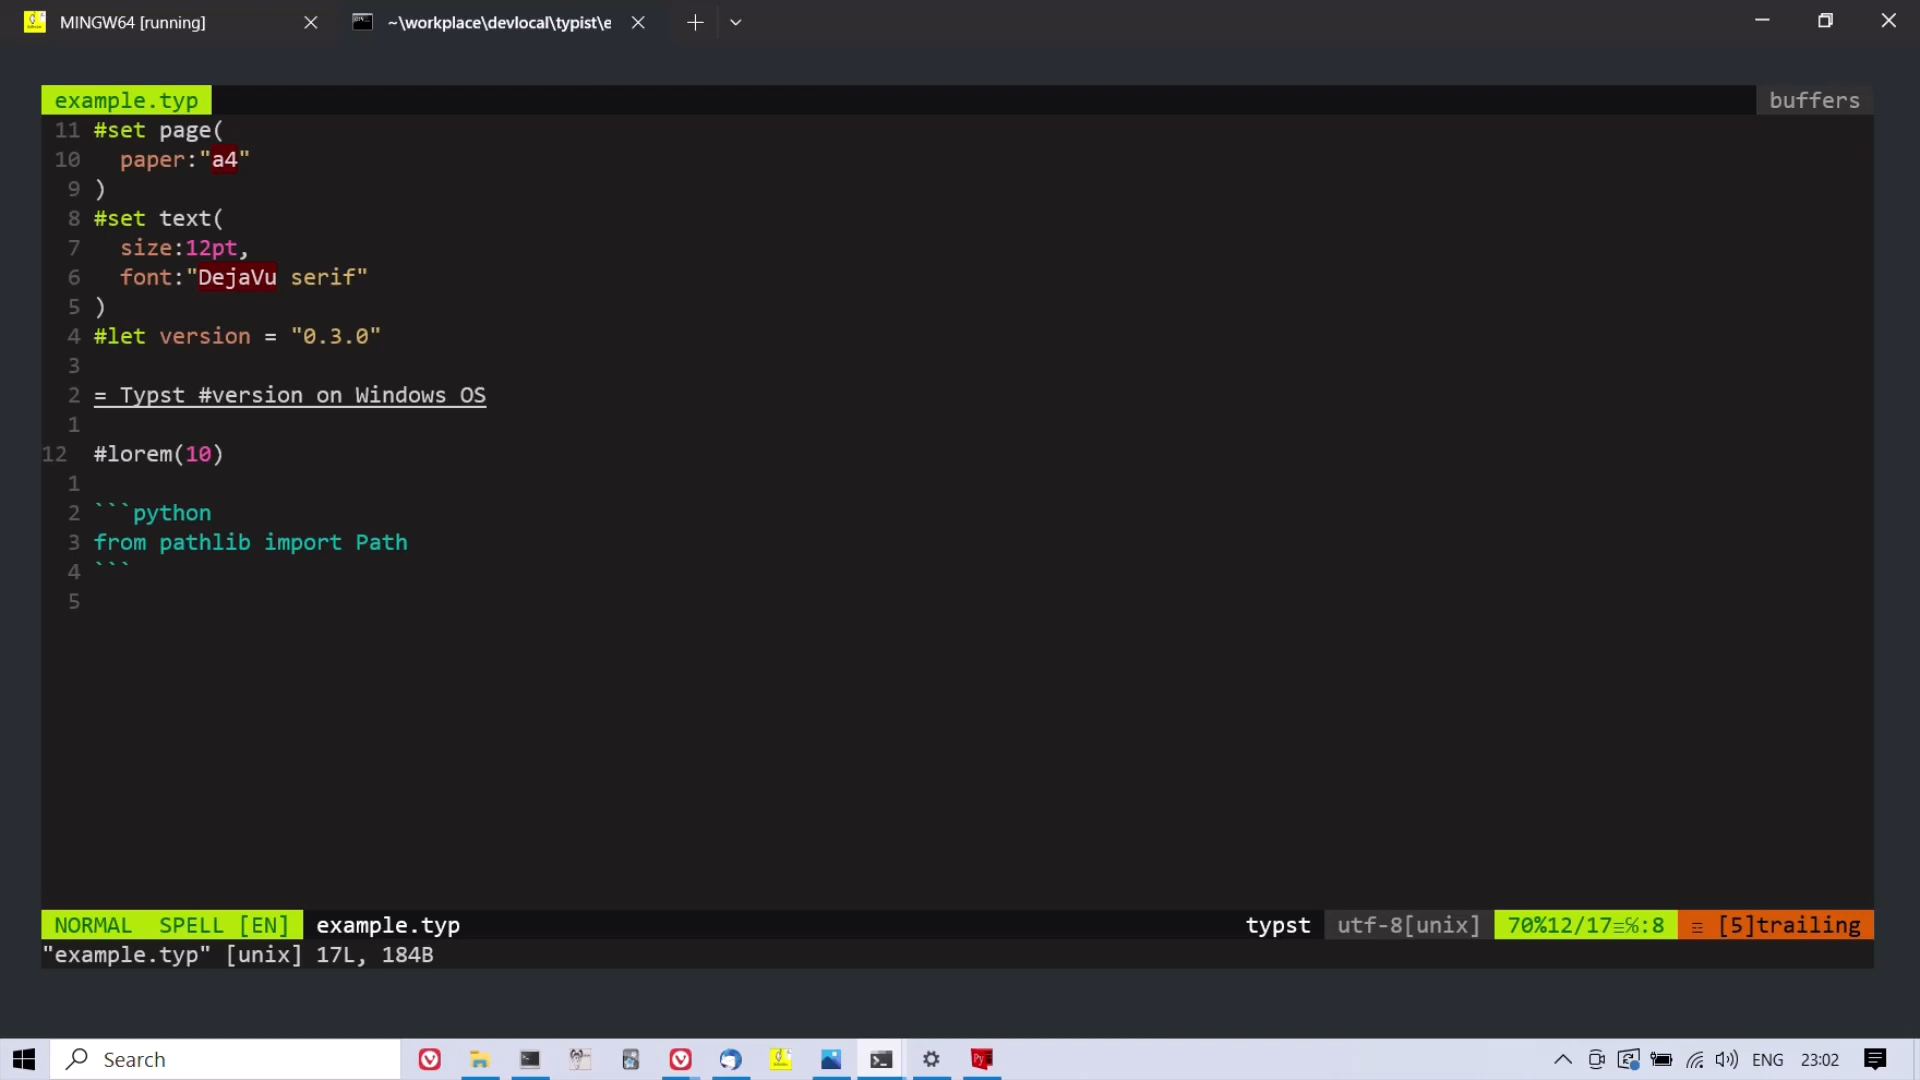 MINGW64 [running]
~\workplace\devlocal\typist\e
example.typ
buffers
11 #set page(
10 paper:"a4"
9 )
8 #set text(
7 size:12pt,
6 font:"DejaVu serif"
5 )
4 #let version = "0.3.0"
3
2 = Typst #version on Windows OS
1
12 #lorem(10)
1
2 ```python
3 from pathlib import Path
4 ```
5
NORMAL SPELL [EN] example.typ typst utf-8[unix] 70%12/17≡℅:8 ☲ [5]trailing
"example.typ" [unix] 17L, 184B
Search
ENG 23:02